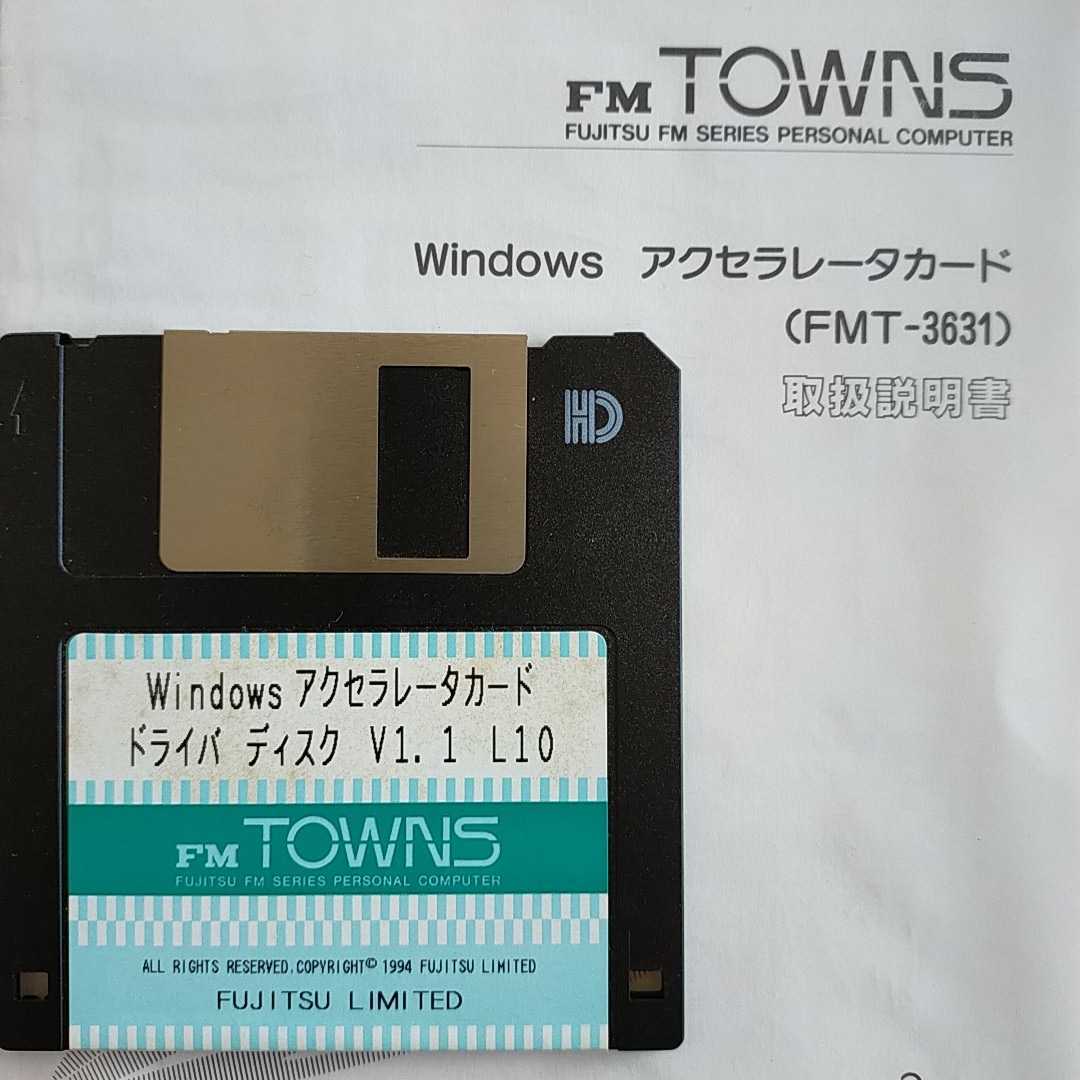 FM TOWNS
FUJITSU FM SERIES PERSONAL COMPUTER
Windows アクセラレータカード
(FMT-3631)
取扱説明書
HD
Windows アクセラレータカード
ドライバ ディスク V1.1 L10
FM TOWNS
FUJITSU FM SERIES PERSONAL COMPUTER
ALL RIGHTS RESERVED,COPYRIGHT© 1994 FUJITSU LIMITED
FUJITSU LIMITED